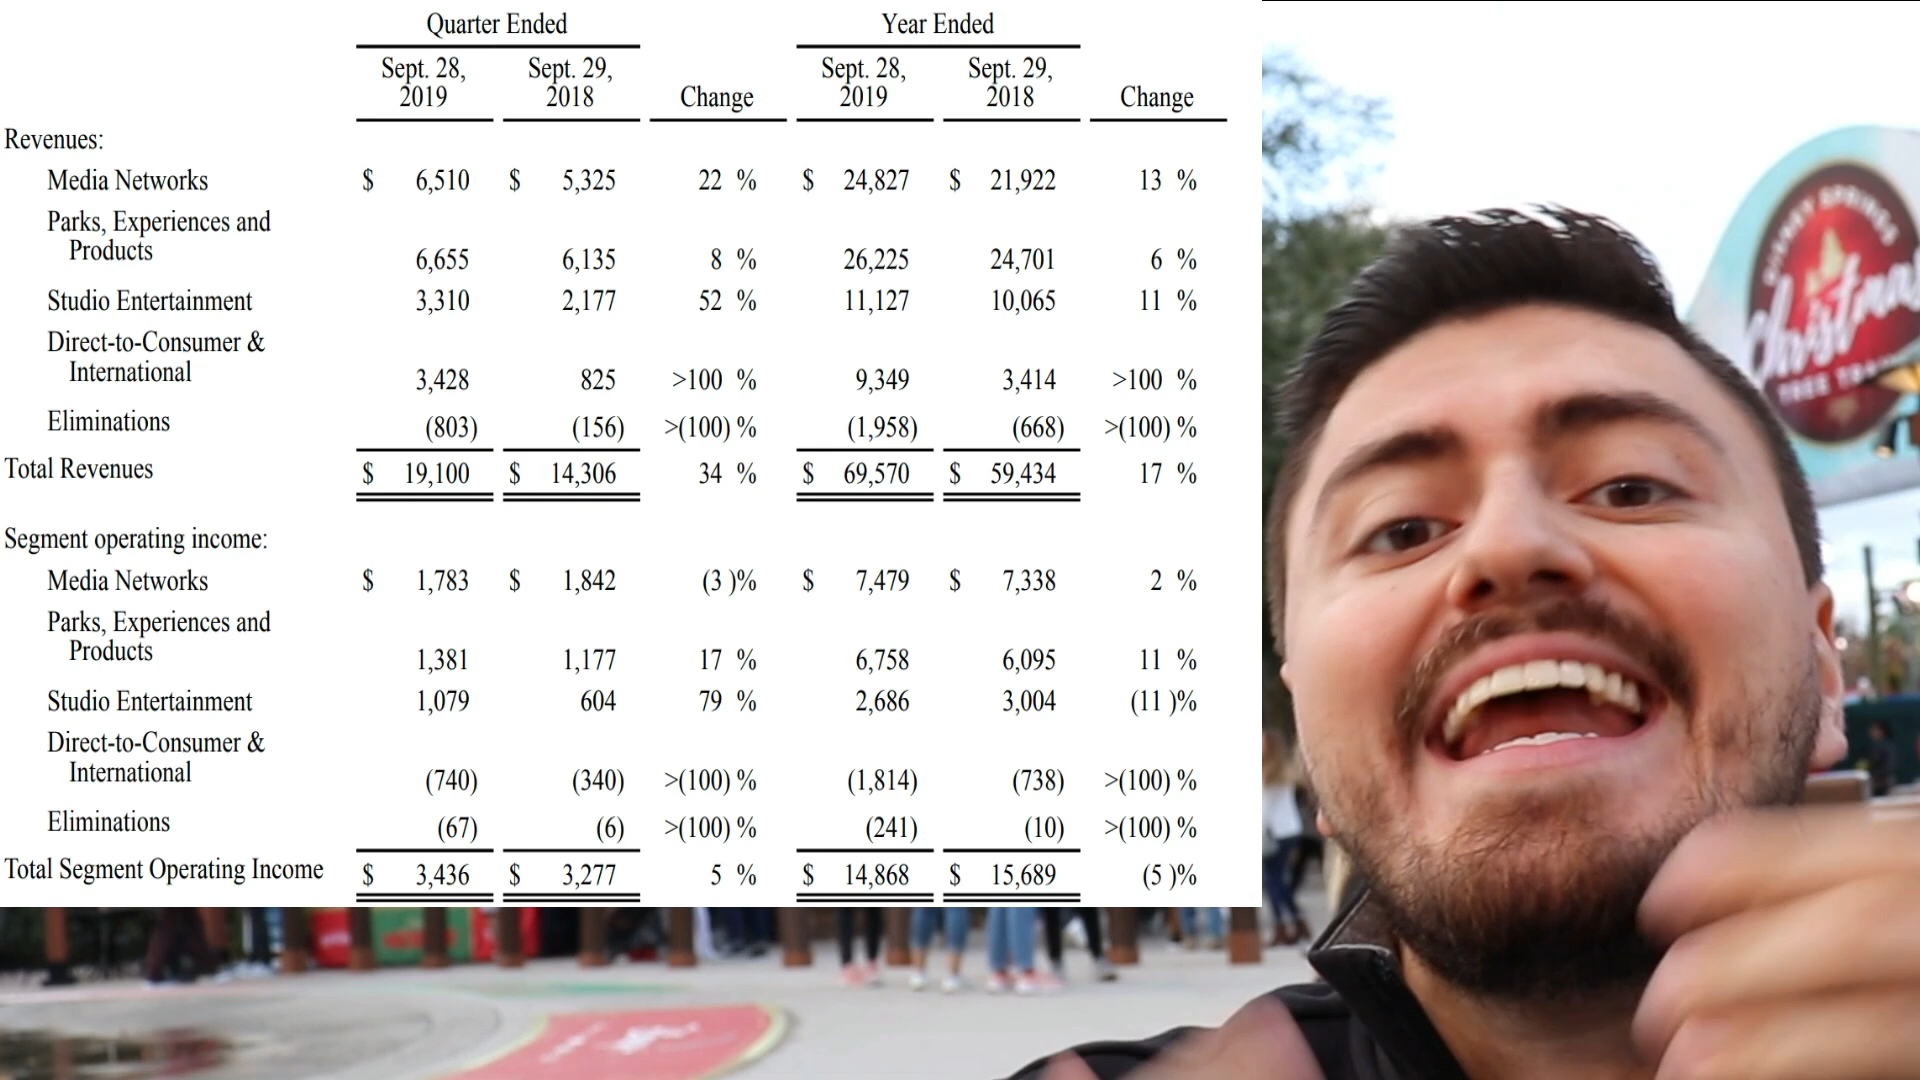 Quarter Ended Year Ended
Sept. 28, Sept. 29, Sept. 28, Sept. 29,
2019 2018 Change 2019 2018 Change
Revenues:
Media Networks $ 6,510 $ 5,325 22 % $ 24,827 $ 21,922 13 %
Parks, Experiences and
Products 6,655 6,135 8 % 26,225 24,701 6 %
Studio Entertainment 3,310 2,177 52 % 11,127 10,065 11 %
Direct-to-Consumer &
International 3,428 825 >100 % 9,349 3,414 >100 %
Eliminations (803) (156) >(100) % (1,958) (668) >(100) %
Total Revenues $ 19,100 $ 14,306 34 % $ 69,570 $ 59,434 17 %
Segment operating income:
Media Networks $ 1,783 $ 1,842 (3 )% $ 7,479 $ 7,338 2 %
Parks, Experiences and
Products 1,381 1,177 17 % 6,758 6,095 11 %
Studio Entertainment 1,079 604 79 % 2,686 3,004 (11 )%
Direct-to-Consumer &
International (740) (340) >(100) % (1,814) (738) >(100) %
Eliminations (67) (6) >(100) % (241) (10) >(100) %
Total Segment Operating Income $ 3,436 $ 3,277 5 % $ 14,868 $ 15,689 (5 )%
SPRINGS
Christmas
TREE